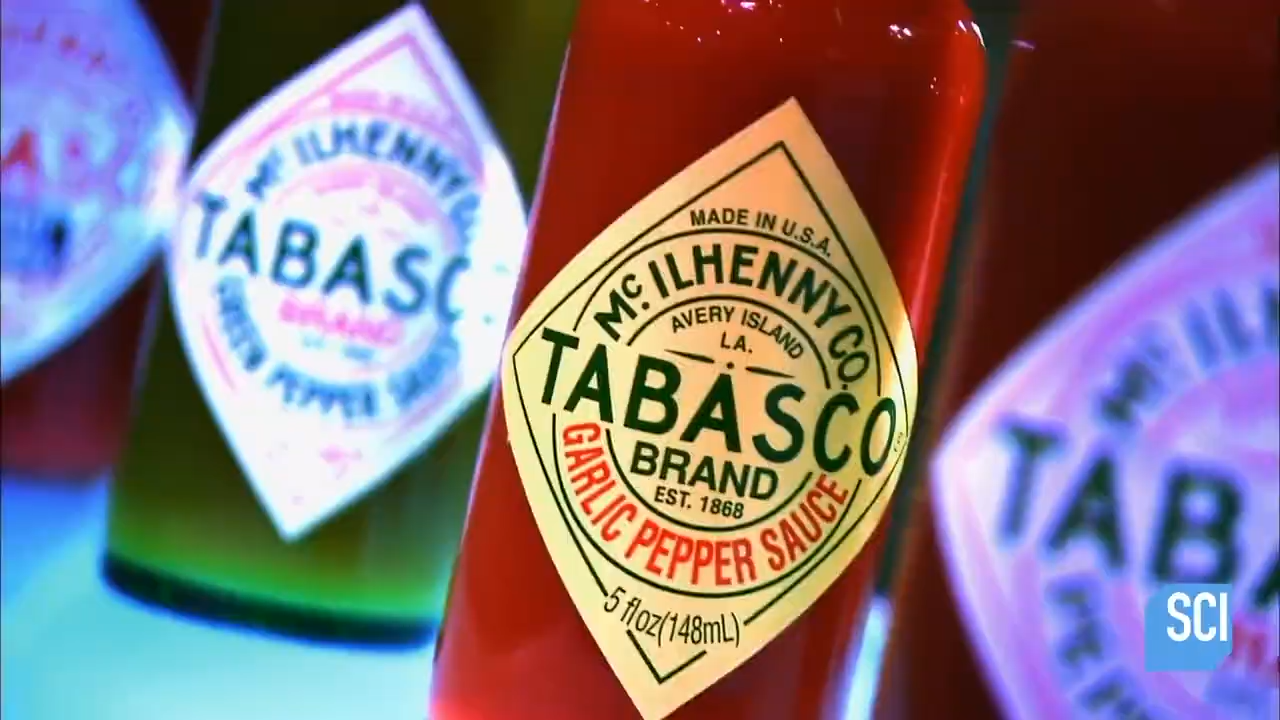 MADE IN U.S.A.
Mc. ILHENNY CO.
AVERY ISLAND
LA.
TABASCO
BRAND
EST. 1868
GARLIC PEPPER SAUCE
5 fl oz (148mL)
Mc ILHENNY CO
TABASCO
BRAND
GREEN PEPPER SAUCE
TAB
SCI